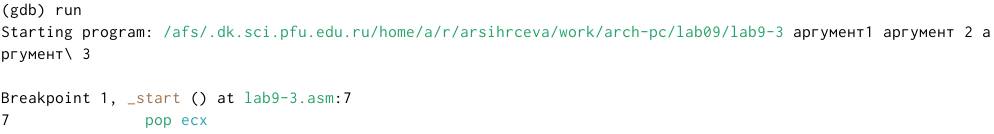 (gdb) run
Starting program: /afs/.dk.sci.pfu.edu.ru/home/a/r/arsihrceva/work/arch-pc/lab09/lab9-3 аргумент1 аргумент 2 а
ргумент\ 3
Breakpoint 1, _start () at lab9-3.asm:7
7               pop ecx